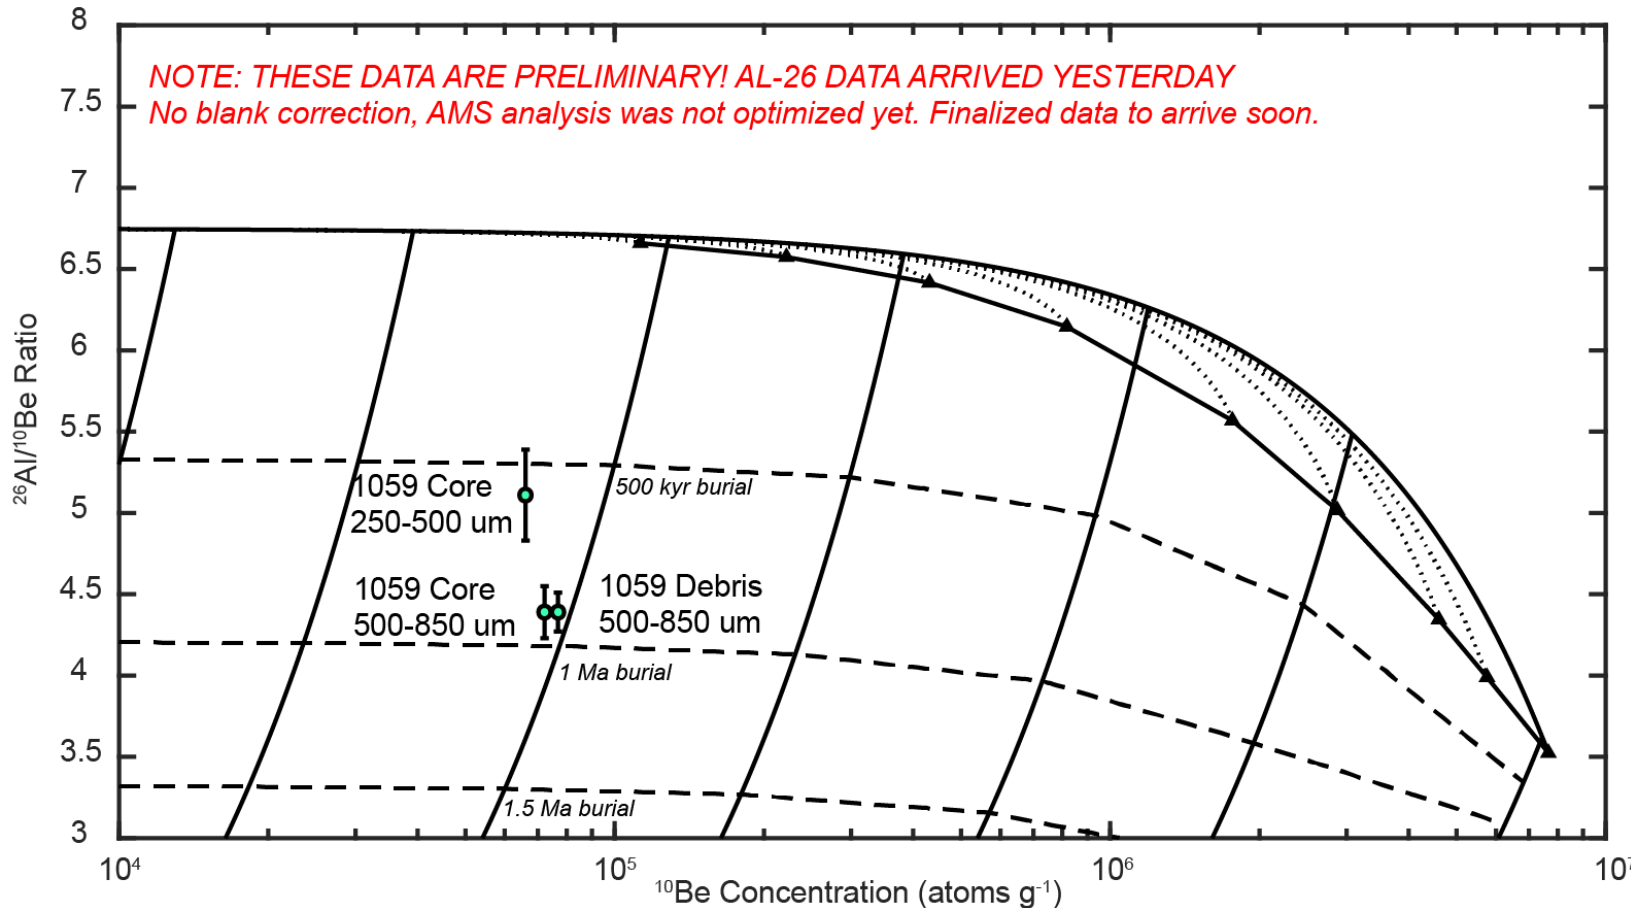 NOTE: THESE DATA ARE PRELIMINARY! AL-26 DATA ARRIVED YESTERDAY
No blank correction, AMS analysis was not optimized yet. Finalized data to arrive soon.
8
7.5
7
6.5
6
5.5
5
4.5
4
3.5
3
²⁶Al/¹⁰Be Ratio
1059 Core
250-500 um
500 kyr burial
1059 Core
500-850 um
1059 Debris
500-850 um
1 Ma burial
1.5 Ma burial
10⁴
10⁵
10⁶
10⁷
¹⁰Be Concentration (atoms g⁻¹)